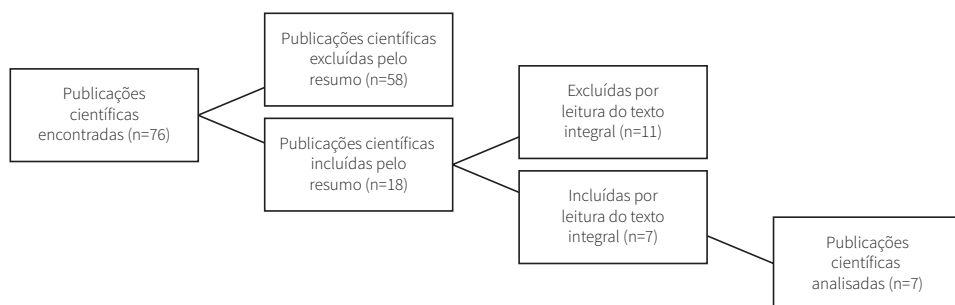 Publicações
científicas
encontradas (n=76)
Publicações científicas
excluídas pelo
resumo (n=58)
Publicações científicas
incluídas pelo
resumo (n=18)
Excluídas por
leitura do texto
integral (n=11)
Incluídas por
leitura do texto
integral (n=7)
Publicações
científicas
analisadas (n=7)